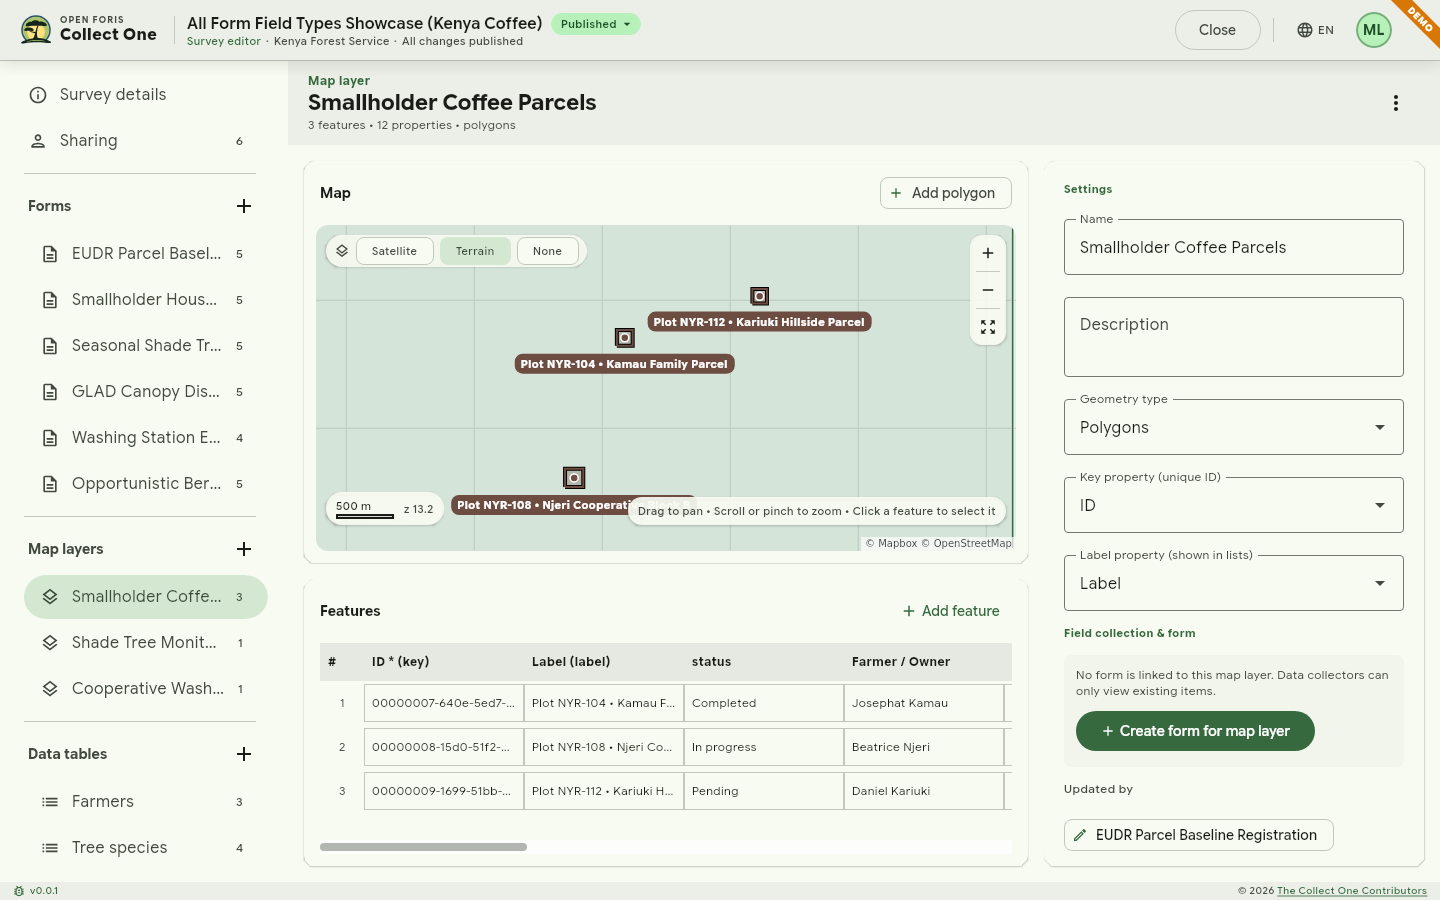 OPEN FORIS
Collect One
All Form Field Types Showcase (Kenya Coffee)
Published
Survey editor · Kenya Forest Service · All changes published
Close
EN
ML
DEMO
Survey details
Sharing 6
Forms
EUDR Parcel Basel... 5
Smallholder Hous... 5
Seasonal Shade Tr... 5
GLAD Canopy Dis... 5
Washing Station E... 4
Opportunistic Ber... 5
Map layers
Smallholder Coffe... 3
Shade Tree Monit... 1
Cooperative Wash... 1
Data tables
Farmers 3
Tree species 4
Map layer
Smallholder Coffee Parcels
3 features • 12 properties • polygons
Map
Add polygon
Satellite Terrain None
Plot NYR-112 • Kariuki Hillside Parcel
Plot NYR-104 • Kamau Family Parcel
Plot NYR-108 • Njeri Cooperati
500 m z 13.2
Drag to pan • Scroll or pinch to zoom • Click a feature to select it
© Mapbox © OpenStreetMap
Features
Add feature
# ID * (key) Label (label) status Farmer / Owner
1 00000007-640e-5ed7-... Plot NYR-104 • Kamau F... Completed Josephat Kamau
2 00000008-15d0-51f2-... Plot NYR-108 • Njeri Co... In progress Beatrice Njeri
3 00000009-1699-51bb-... Plot NYR-112 • Kariuki H... Pending Daniel Kariuki
Settings
Name
Smallholder Coffee Parcels
Description
Geometry type
Polygons
Key property (unique ID)
ID
Label property (shown in lists)
Label
Field collection & form
No form is linked to this map layer. Data collectors can
only view existing items.
Create form for map layer
Updated by
EUDR Parcel Baseline Registration
v0.0.1
© 2026 The Collect One Contributors